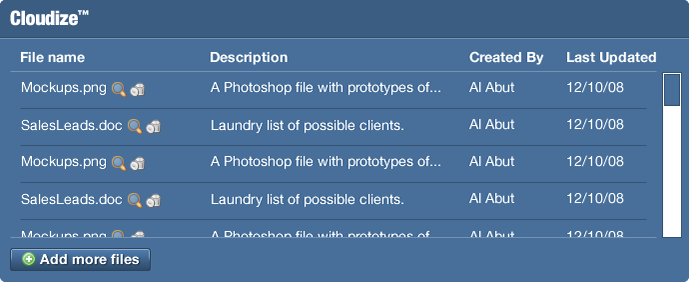 Cloudize™
File name Description Created By Last Updated
Mockups.png A Photoshop file with prototypes of... Al Abut 12/10/08
SalesLeads.doc Laundry list of possible clients. Al Abut 12/10/08
Mockups.png A Photoshop file with prototypes of... Al Abut 12/10/08
SalesLeads.doc Laundry list of possible clients. Al Abut 12/10/08
Mockups.png A Photoshop file with prototypes of... Al Abut 12/10/08
Add more files